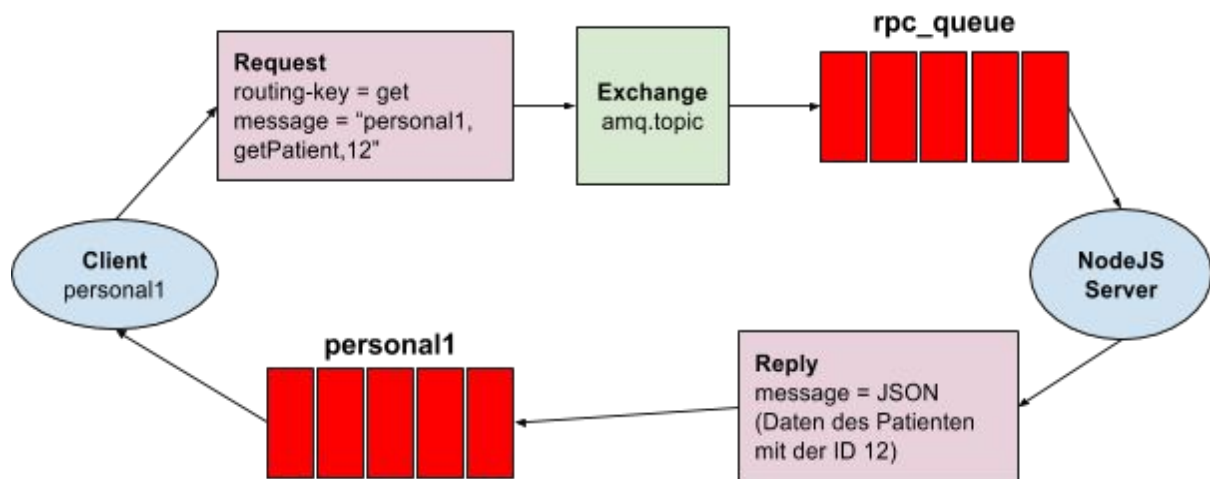 rpc_queue
Request
routing-key = get
message = “personal1,
getPatient,12”
Exchange
amq.topic
Client
personal1
NodeJS
Server
personal1
Reply
message = JSON
(Daten des Patienten
mit der ID 12)